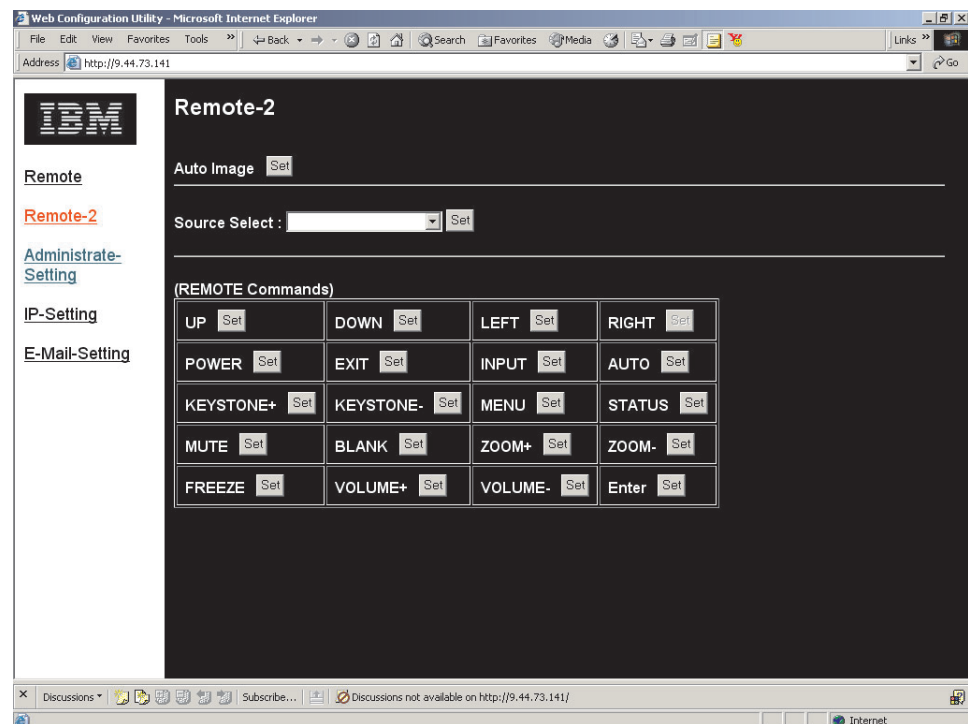 Web Configuration Utility - Microsoft Internet Explorer
File Edit View Favorites Tools » Back Search Favorites Media Links »
Address http://9.44.73.141 Go
IBM
Remote
Remote-2
Administrate-
Setting
IP-Setting
E-Mail-Setting
Remote-2
Auto Image Set
Source Select : Set
(REMOTE Commands)
UP Set DOWN Set LEFT Set RIGHT Set
POWER Set EXIT Set INPUT Set AUTO Set
KEYSTONE+ Set KEYSTONE- Set MENU Set STATUS Set
MUTE Set BLANK Set ZOOM+ Set ZOOM- Set
FREEZE Set VOLUME+ Set VOLUME- Set Enter Set
Discussions Subscribe... Discussions not available on http://9.44.73.141/
Internet